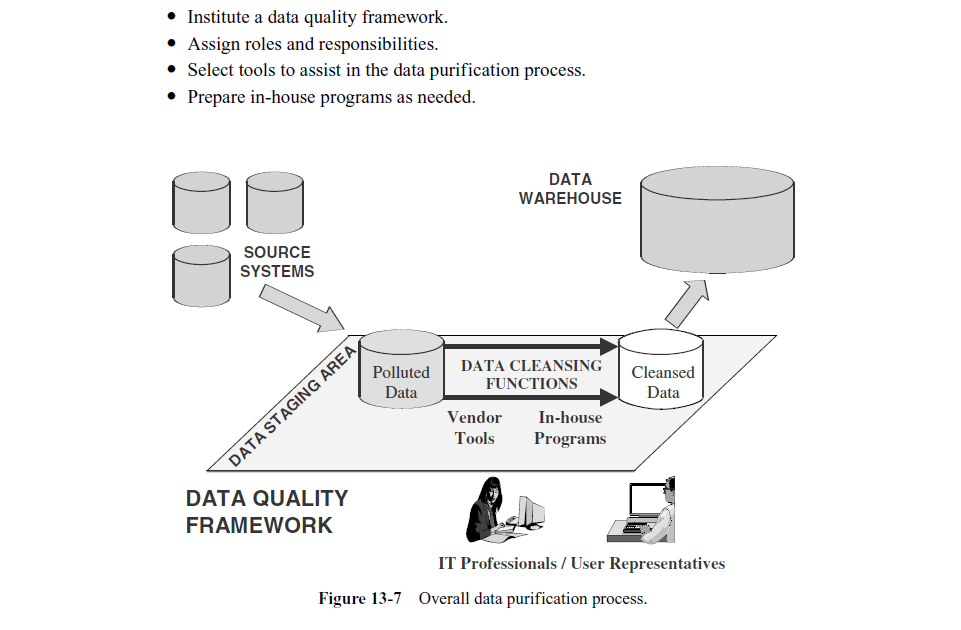 • Institute a data quality framework.
• Assign roles and responsibilities.
• Select tools to assist in the data purification process.
• Prepare in-house programs as needed.
DATA
WAREHOUSE
SOURCE
SYSTEMS
DATA STAGING AREA
Polluted
Data
DATA CLEANSING
FUNCTIONS
Cleansed
Data
Vendor
Tools
In-house
Programs
DATA QUALITY
FRAMEWORK
IT Professionals / User Representatives
Figure 13-7 Overall data purification process.